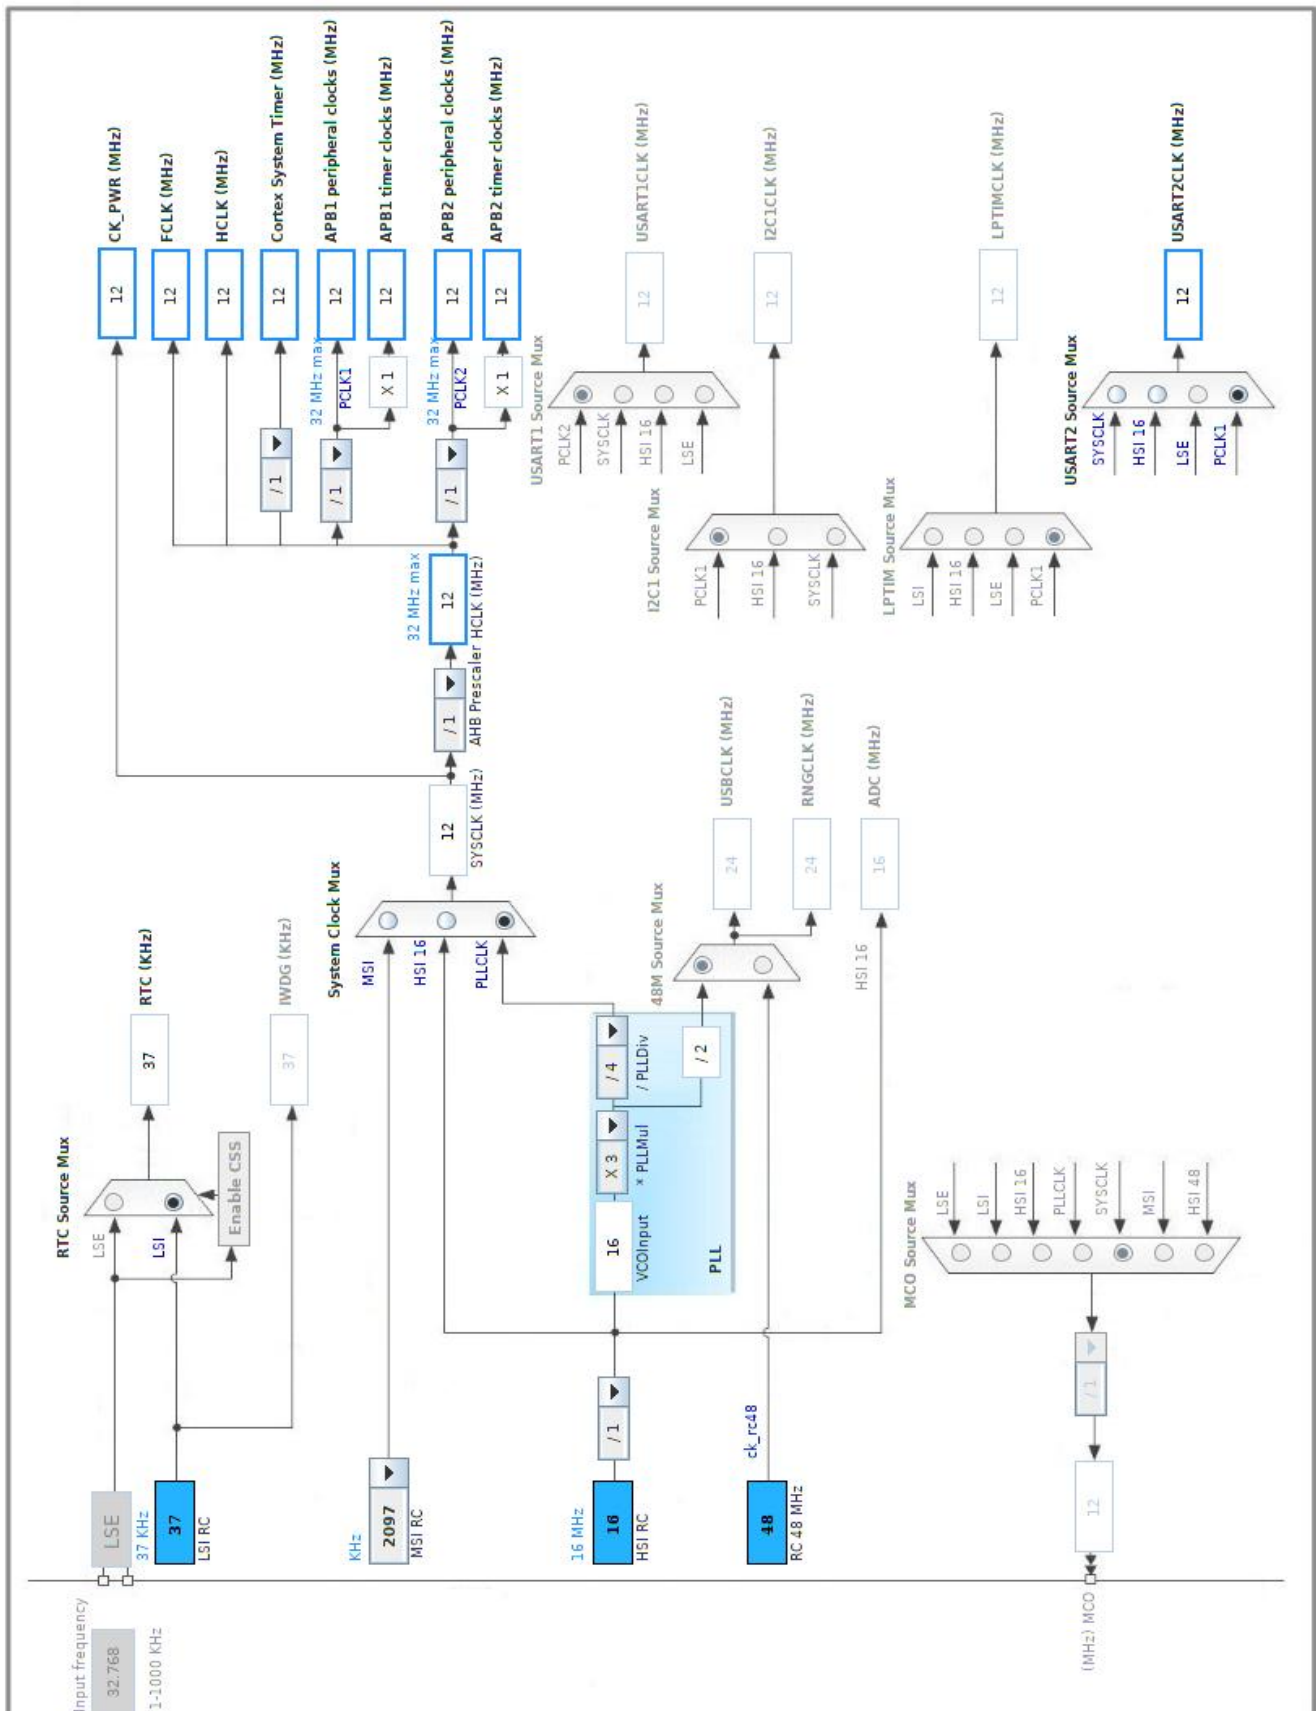 Input frequency
32.768
1-1000 KHz
LSE
37 KHz
37
LSI RC
RTC Source Mux
LSE
LSI
Enable CSS
37
RTC (KHz)
37
IWDG (KHz)
KHz
2097
MSI RC
16 MHz
16
HSI RC
/ 1
48
RC 48 MHz
ck_rc48
16
VCOInput
X 3
* PLLMul
/ 4
/ PLLDiv
/ 2
PLL
System Clock Mux
MSI
HSI 16
PLLCLK
12
SYSCLK (MHz)
/ 1
AHB Prescaler
32 MHz max
12
HCLK (MHz)
12
CK_PWR (MHz)
12
FCLK (MHz)
12
HCLK (MHz)
/ 1
12
Cortex System Timer (MHz)
/ 1
32 MHz max
PCLK1
12
APB1 peripheral clocks (MHz)
X 1
12
APB1 timer clocks (MHz)
/ 1
32 MHz max
PCLK2
12
APB2 peripheral clocks (MHz)
X 1
12
APB2 timer clocks (MHz)
48M Source Mux
24
USBCLK (MHz)
24
RNGCLK (MHz)
HSI 16
16
ADC (MHz)
USART1 Source Mux
PCLK2
SYSCLK
HSI 16
LSE
12
USART1CLK (MHz)
I2C1 Source Mux
PCLK1
HSI 16
SYSCLK
12
I2C1CLK (MHz)
LPTIM Source Mux
LSI
HSI 16
LSE
PCLK1
12
LPTIMCLK (MHz)
USART2 Source Mux
SYSCLK
HSI 16
LSE
PCLK1
12
USART2CLK (MHz)
MCO Source Mux
LSE
LSI
HSI 16
PLLCLK
SYSCLK
MSI
HSI 48
/ 1
12
(MHz) MCO